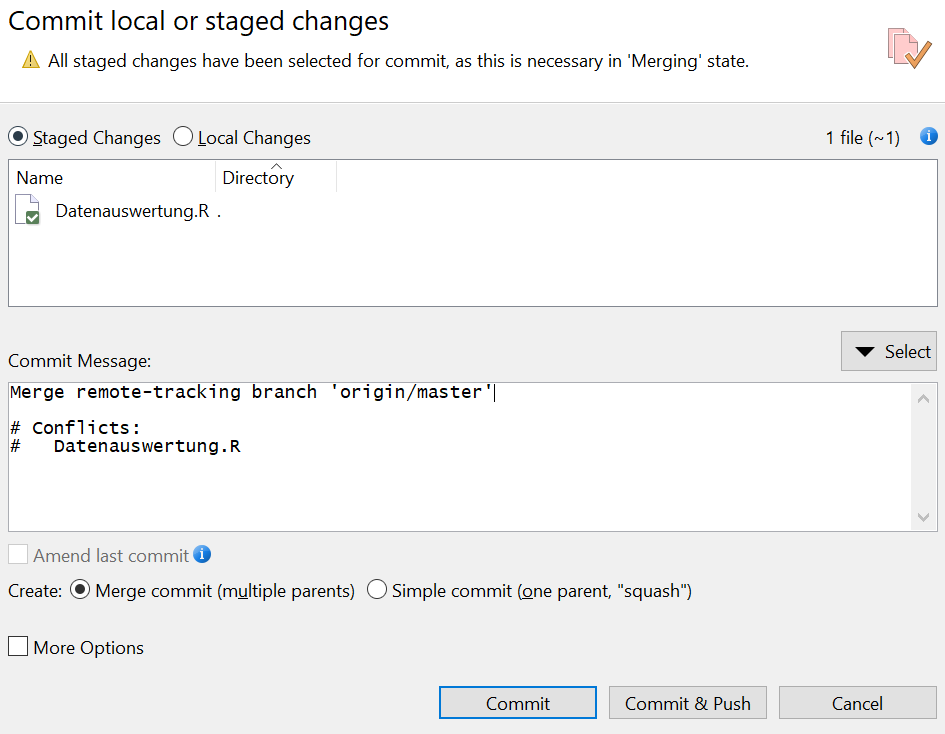 Commit local or staged changes
All staged changes have been selected for commit, as this is necessary in 'Merging' state.
Staged Changes Local Changes 1 file (~1)
Name Directory
Datenauswertung.R .
Commit Message: Select
Merge remote-tracking branch 'origin/master'
# Conflicts:
#   Datenauswertung.R
Amend last commit
Create: Merge commit (multiple parents) Simple commit (one parent, "squash")
More Options
Commit Commit & Push Cancel